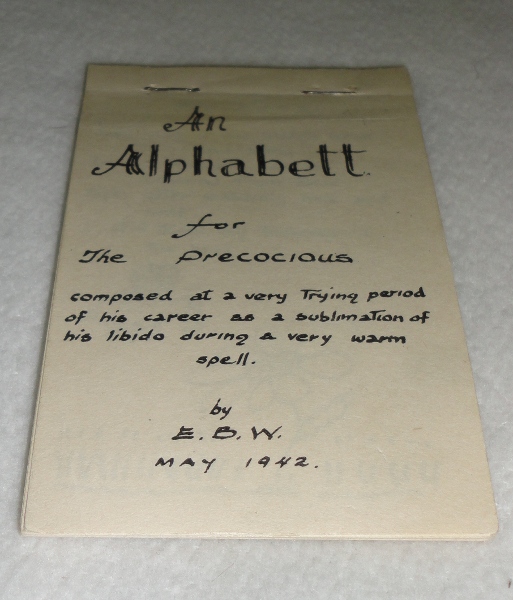 An
Alphabett
for
The Precocious
composed at a very Trying period
of his career as a sublimation of
his libido during a very warm
spell.
by
E. B. W.
MAY 1942.